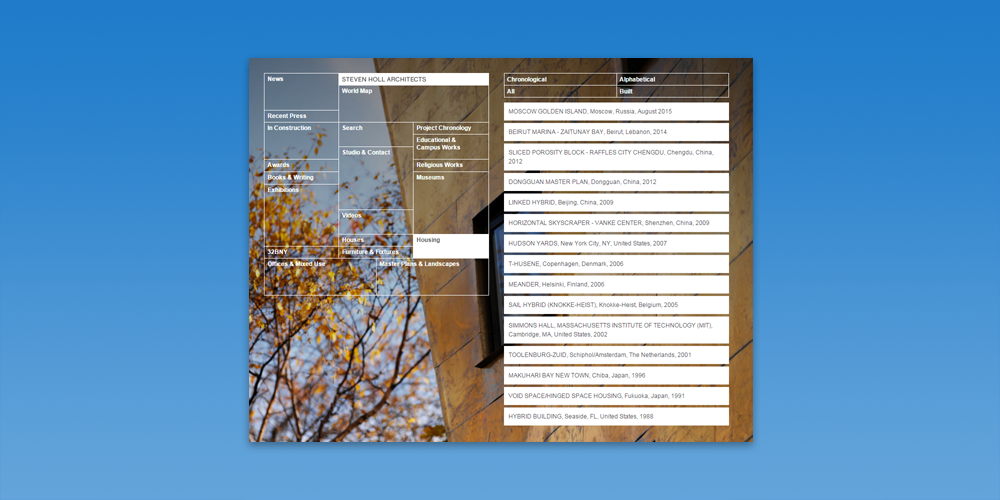 News
STEVEN HOLL ARCHITECTS
World Map
Recent Press
In Construction
Search
Project Chronology
Educational &
Campus Works
Studio & Contact
Awards
Religious Works
Books & Writing
Museums
Exhibitions
Videos
Houses
Housing
32BNY
Furniture & Fixtures
Offices & Mixed Use
Master Plans & Landscapes
Chronological
Alphabetical
All
Built
MOSCOW GOLDEN ISLAND, Moscow, Russia, August 2015
BEIRUT MARINA - ZAITUNAY BAY, Beirut, Lebanon, 2014
SLICED POROSITY BLOCK - RAFFLES CITY CHENGDU, Chengdu, China,
2012
DONGGUAN MASTER PLAN, Dongguan, China, 2012
LINKED HYBRID, Beijing, China, 2009
HORIZONTAL SKYSCRAPER - VANKE CENTER, Shenzhen, China, 2009
HUDSON YARDS, New York City, NY, United States, 2007
T-HUSENE, Copenhagen, Denmark, 2006
MEANDER, Helsinki, Finland, 2006
SAIL HYBRID (KNOKKE-HEIST), Knokke-Heist, Belgium, 2005
SIMMONS HALL, MASSACHUSETTS INSTITUTE OF TECHNOLOGY (MIT),
Cambridge, MA, United States, 2002
TOOLENBURG-ZUID, Schiphol/Amsterdam, The Netherlands, 2001
MAKUHARI BAY NEW TOWN, Chiba, Japan, 1996
VOID SPACE/HINGED SPACE HOUSING, Fukuoka, Japan, 1991
HYBRID BUILDING, Seaside, FL, United States, 1988